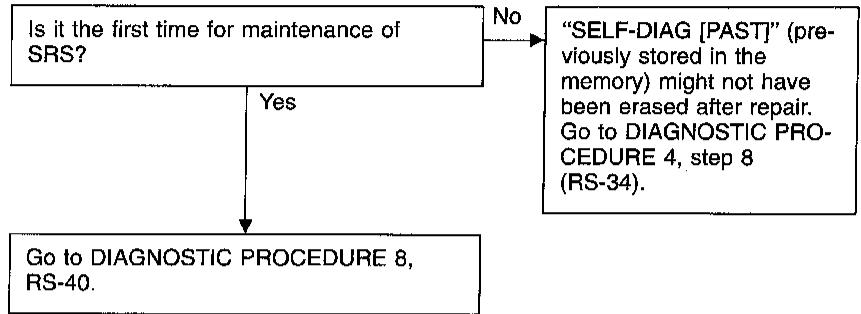 Is it the first time for maintenance of
SRS?
No
"SELF-DIAG [PAST]" (pre-
viously stored in the
memory) might not have
been erased after repair.
Go to DIAGNOSTIC PRO-
CEDURE 4, step 8
(RS-34).
Yes
Go to DIAGNOSTIC PROCEDURE 8,
RS-40.